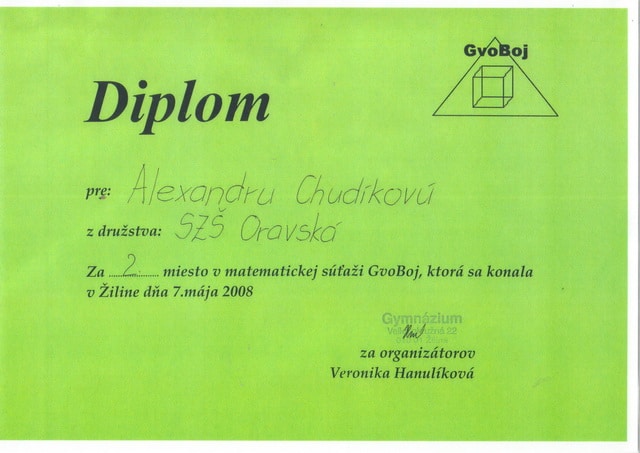 GvoBoj
Diplom
pre: Alexandru Chudíkovú
z družstva: SZŠ Oravská
Za 2. miesto v matematickej súťaži GvoBoj, ktorá sa konala
v Žiline dňa 7.mája 2008
Gymnázium
22
za organizátorov
Veronika Hanulíková